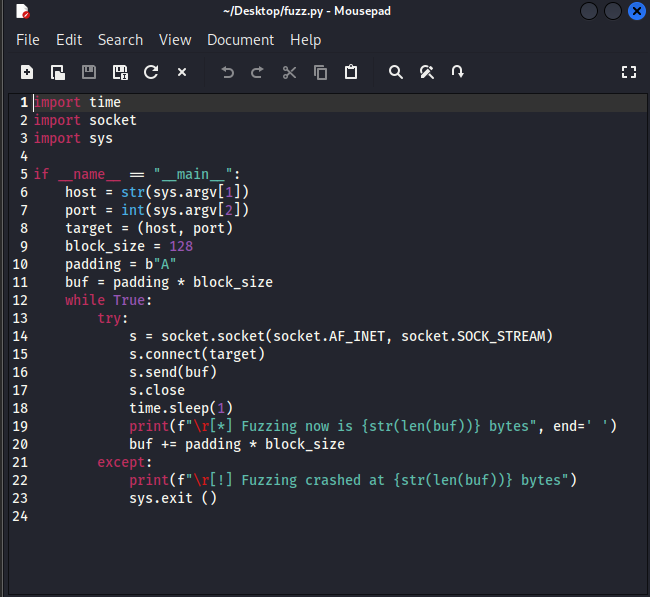 ~/Desktop/fuzz.py - Mousepad
File Edit Search View Document Help
1 import time
2 import socket
3 import sys
4
5 if __name__ == "__main__":
6     host = str(sys.argv[1])
7     port = int(sys.argv[2])
8     target = (host, port)
9     block_size = 128
10     padding = b"A"
11     buf = padding * block_size
12     while True:
13         try:
14             s = socket.socket(socket.AF_INET, socket.SOCK_STREAM)
15             s.connect(target)
16             s.send(buf)
17             s.close
18             time.sleep(1)
19             print(f"\r[*] Fuzzing now is {str(len(buf))} bytes", end=' ')
20             buf += padding * block_size
21         except:
22             print(f"\r[!] Fuzzing crashed at {str(len(buf))} bytes")
23             sys.exit ()
24